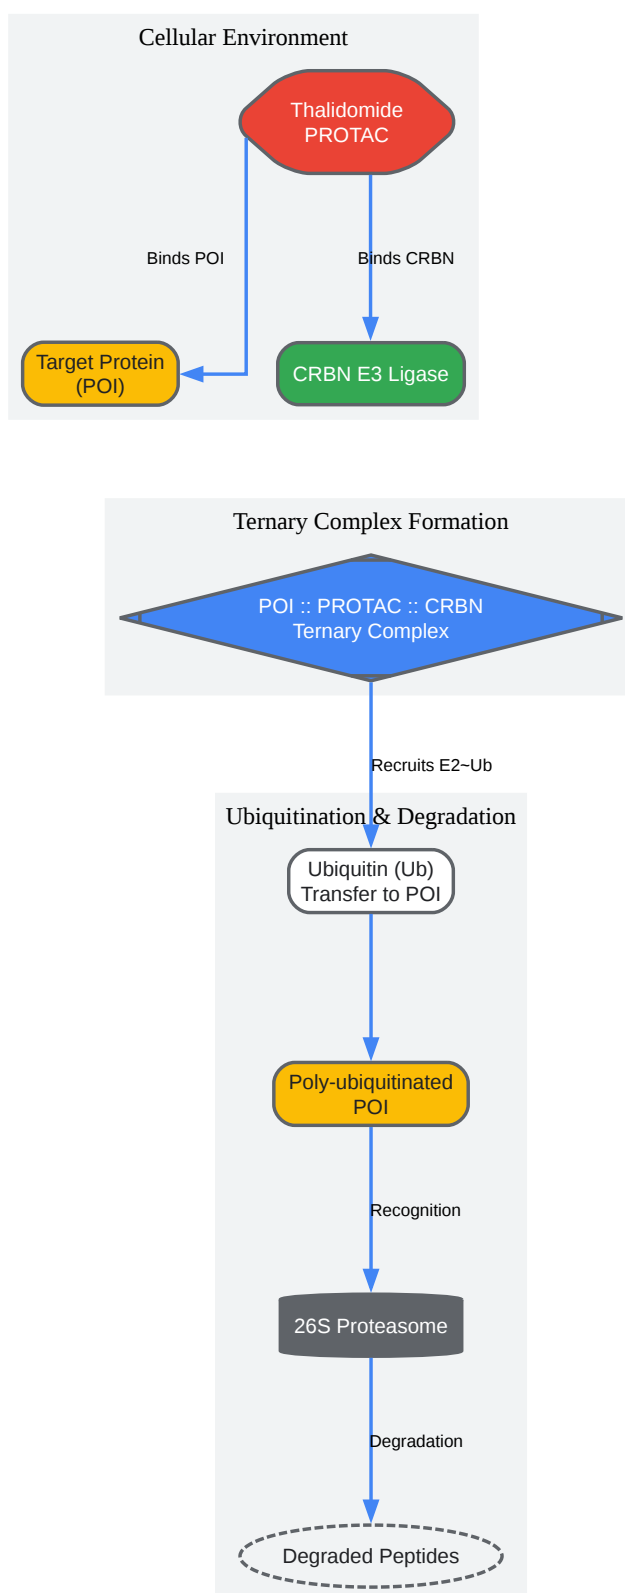 Cellular Environment
Thalidomide
PROTAC
Binds POI
Binds CRBN
Target Protein
(POI)
CRBN E3 Ligase
Ternary Complex Formation
POI :: PROTAC :: CRBN
Ternary Complex
Recruits E2~Ub
Ubiquitination & Degradation
Ubiquitin (Ub)
Transfer to POI
Poly-ubiquitinated
POI
Recognition
26S Proteasome
Degradation
Degraded Peptides